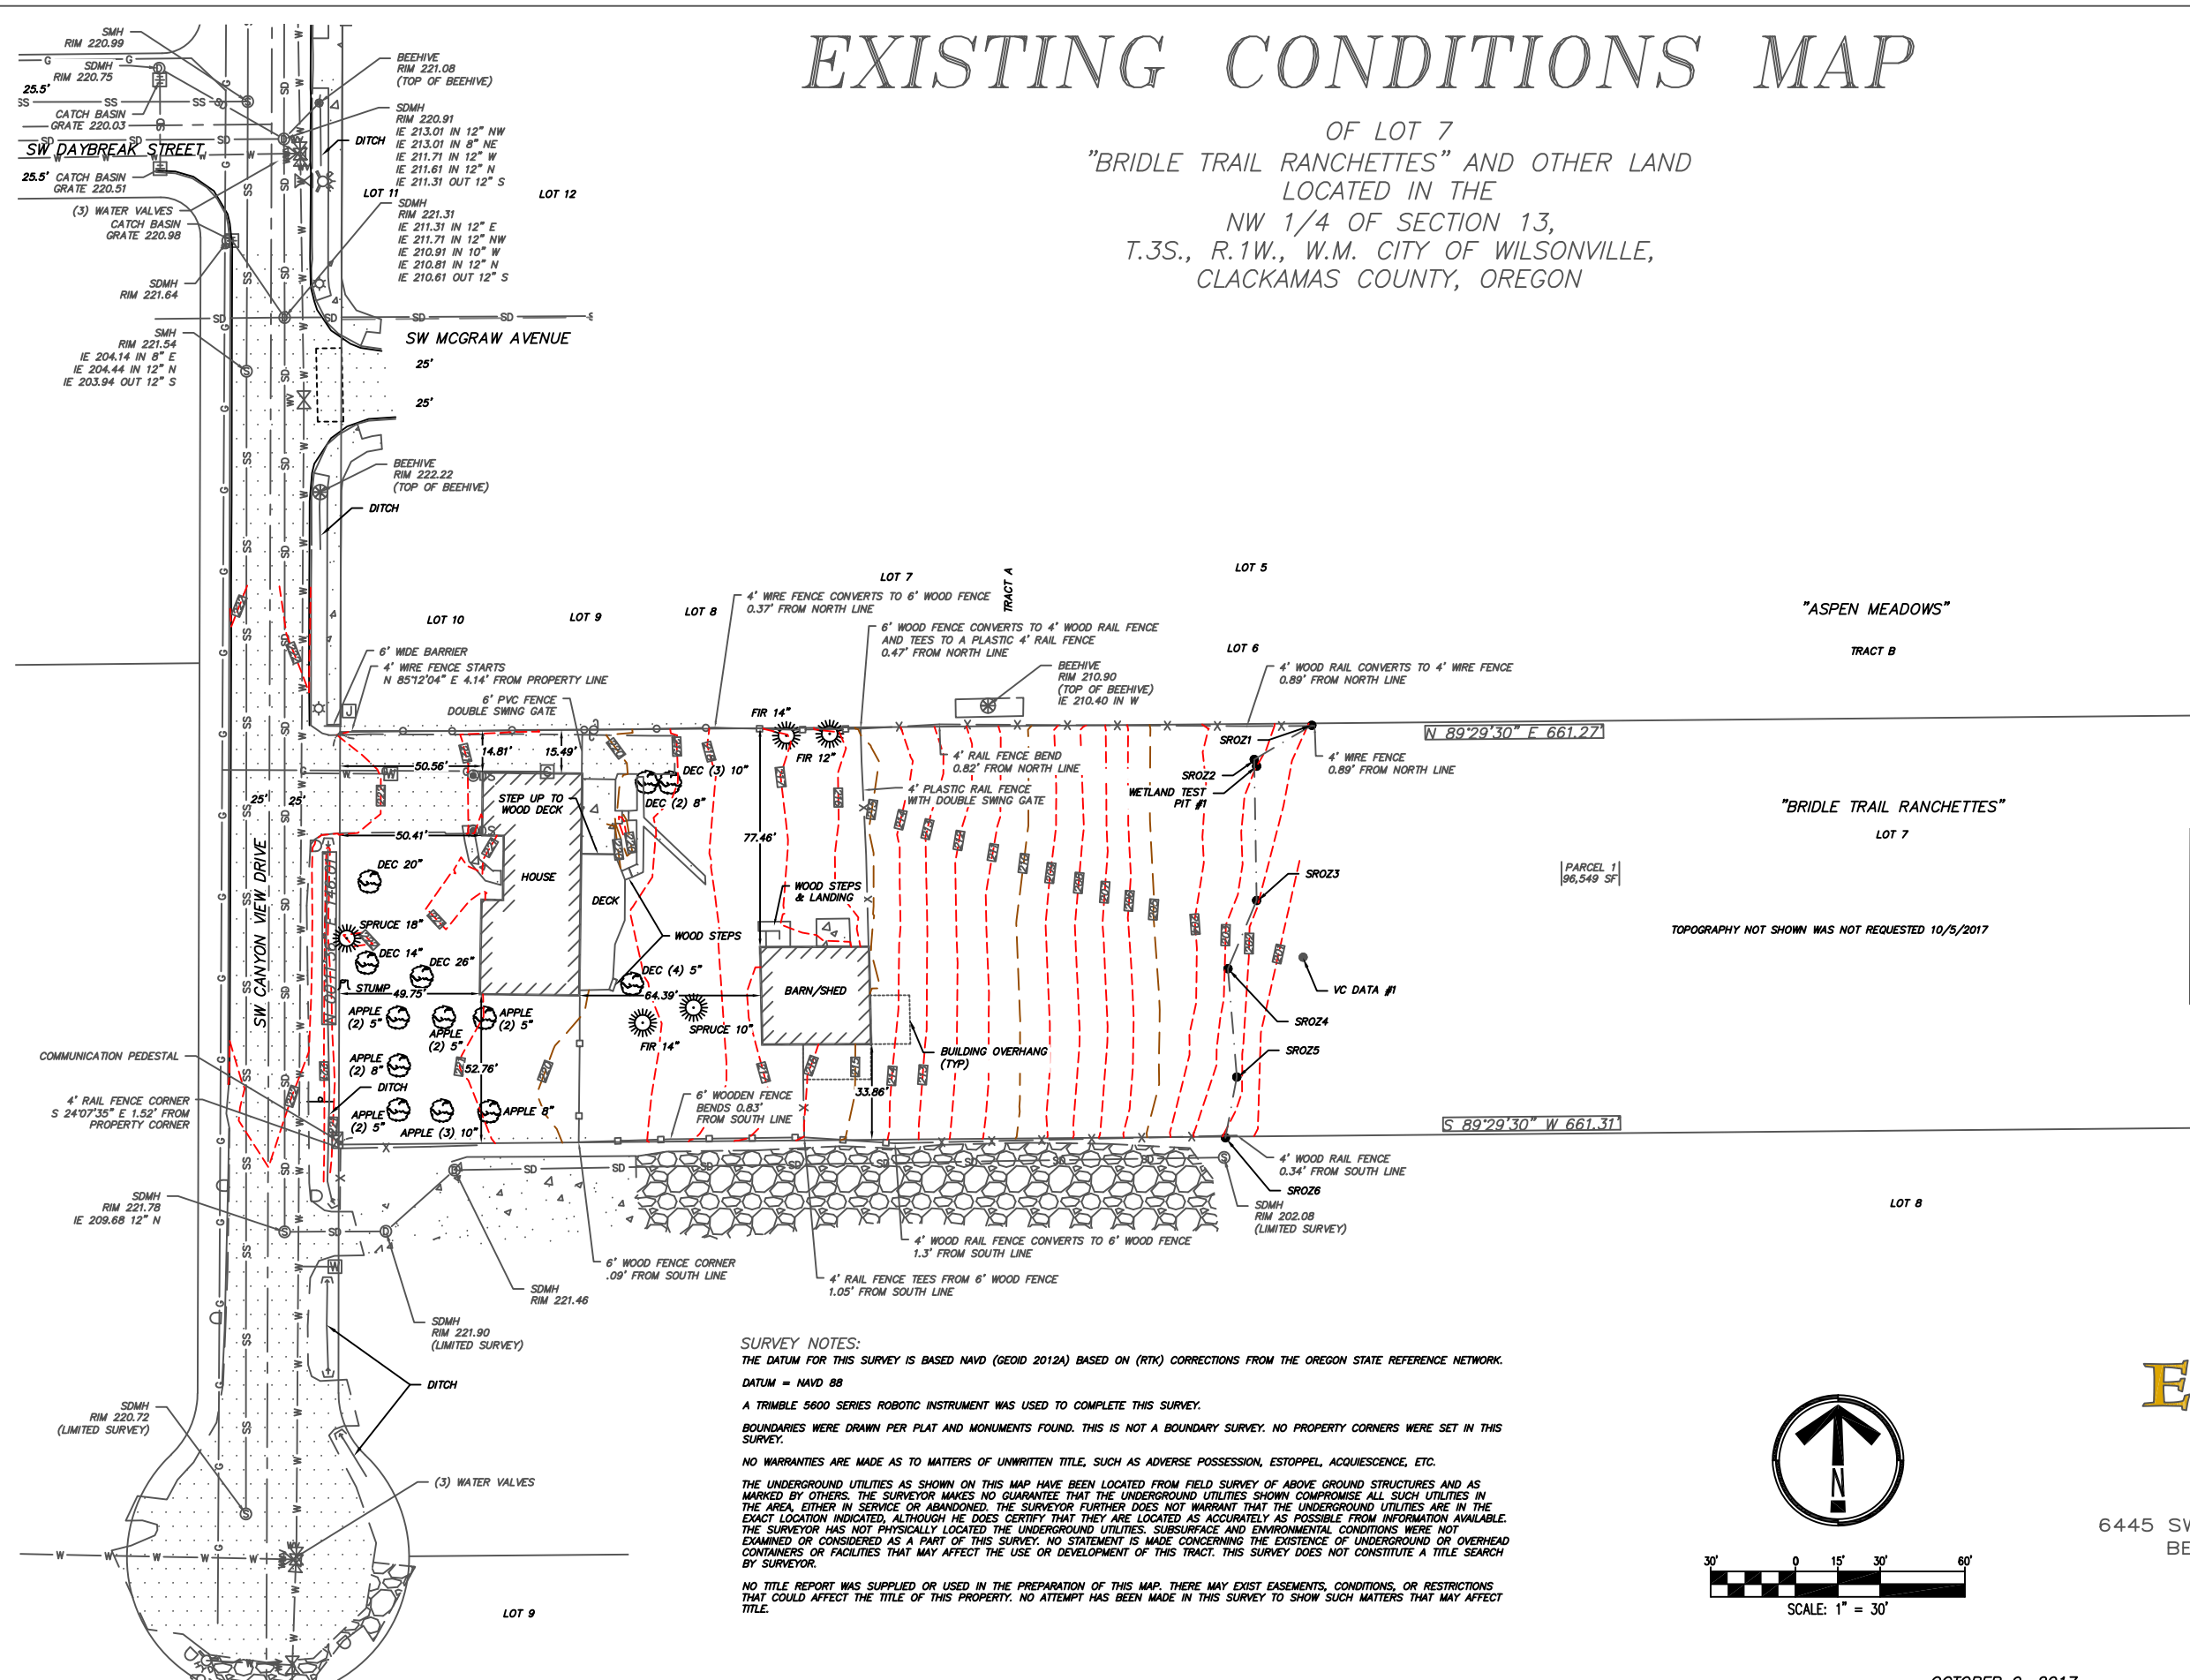 EXISTING CONDITIONS MAP
OF LOT 7
"BRIDLE TRAIL RANCHETTES" AND OTHER LAND
LOCATED IN THE
NW 1/4 OF SECTION 13,
T.3S., R.1W., W.M. CITY OF WILSONVILLE,
CLACKAMAS COUNTY, OREGON
SMH
RIM 220.99
SDMH
RIM 220.75
25.5'
CATCH BASIN
GRATE 220.03
SW DAYBREAK STREET
25.5'
CATCH BASIN
GRATE 220.51
(3) WATER VALVES
CATCH BASIN
GRATE 220.98
SDMH
RIM 221.64
SMH
RIM 221.54
IE 204.14 IN 8" E
IE 204.44 IN 12" N
IE 203.94 OUT 12" S
BEEHIVE
RIM 221.08
(TOP OF BEEHIVE)
SDMH
RIM 220.91
IE 213.01 IN 12" NW
IE 213.01 IN 8" NE
IE 211.71 IN 12" W
IE 211.61 IN 12" N
IE 211.31 OUT 12" S
DITCH
LOT 11
LOT 12
SDMH
RIM 221.31
IE 211.31 IN 12" E
IE 211.71 IN 12" NW
IE 210.91 IN 10" W
IE 210.81 IN 12" N
IE 210.61 OUT 12" S
SW MCGRAW AVENUE
25'
25'
BEEHIVE
RIM 222.22
(TOP OF BEEHIVE)
DITCH
LOT 10
LOT 9
LOT 8
LOT 7
TRACT A
LOT 5
LOT 6
"ASPEN MEADOWS"
TRACT B
4' WIRE FENCE CONVERTS TO 6' WOOD FENCE
0.37' FROM NORTH LINE
6' WOOD FENCE CONVERTS TO 4' WOOD RAIL FENCE
AND TEES TO A PLASTIC 4' RAIL FENCE
0.47' FROM NORTH LINE
6' WIDE BARRIER
4' WIRE FENCE STARTS
N 85°12'04" E 4.14' FROM PROPERTY LINE
6' PVC FENCE
DOUBLE SWING GATE
BEEHIVE
RIM 210.90
(TOP OF BEEHIVE)
IE 210.40 IN W
4' WOOD RAIL CONVERTS TO 4' WIRE FENCE
0.89' FROM NORTH LINE
FIR 14"
FIR 12"
N 89°29'30" E 661.27'
SROZ1
4' WIRE FENCE
0.89' FROM NORTH LINE
4' RAIL FENCE BEND
0.82' FROM NORTH LINE
SROZ2
WETLAND TEST
PIT #1
4' PLASTIC RAIL FENCE
WITH DOUBLE SWING GATE
14.81'
15.49'
50.56'
DEC (3) 10"
DEC (2) 8"
STEP UP TO
WOOD DECK
25'
25'
50.41'
77.46'
"BRIDLE TRAIL RANCHETTES"
LOT 7
PARCEL 1
96,549 SF
TOPOGRAPHY NOT SHOWN WAS NOT REQUESTED 10/5/2017
DEC 20"
HOUSE
DECK
WOOD STEPS
& LANDING
SROZ3
SW CANYON VIEW DRIVE
SPRUCE 18"
DEC 14"
DEC 26"
WOOD STEPS
STUMP
49.75'
DEC (4) 5"
64.39'
BARN/SHED
VC DATA #1
SROZ4
APPLE
(2) 5"
APPLE
(2) 5"
APPLE
(2) 5"
SPRUCE 10"
FIR 14"
SROZ5
COMMUNICATION PEDESTAL
APPLE
(2) 8"
52.76'
DITCH
BUILDING OVERHANG
(TYP)
33.86'
4' RAIL FENCE CORNER
S 24°07'35" E 1.52' FROM
PROPERTY CORNER
APPLE
(2) 5"
APPLE (3) 10"
APPLE 8"
6' WOODEN FENCE
BENDS 0.83'
FROM SOUTH LINE
S 89°29'30" W 661.31'
4' WOOD RAIL FENCE
0.34' FROM SOUTH LINE
SROZ6
SDMH
RIM 202.08
(LIMITED SURVEY)
LOT 8
SDMH
RIM 221.78
IE 209.68 12" N
4' WOOD RAIL FENCE CONVERTS TO 6' WOOD FENCE
1.3' FROM SOUTH LINE
6' WOOD FENCE CORNER
.09' FROM SOUTH LINE
4' RAIL FENCE TEES FROM 6' WOOD FENCE
1.05' FROM SOUTH LINE
SDMH
RIM 221.46
SDMH
RIM 221.90
(LIMITED SURVEY)
DITCH
SDMH
RIM 220.72
(LIMITED SURVEY)
(3) WATER VALVES
LOT 9
SURVEY NOTES:
THE DATUM FOR THIS SURVEY IS BASED NAVD (GEOID 2012A) BASED ON (RTK) CORRECTIONS FROM THE OREGON STATE REFERENCE NETWORK.
DATUM = NAVD 88
A TRIMBLE 5600 SERIES ROBOTIC INSTRUMENT WAS USED TO COMPLETE THIS SURVEY.
BOUNDARIES WERE DRAWN PER PLAT AND MONUMENTS FOUND. THIS IS NOT A BOUNDARY SURVEY. NO PROPERTY CORNERS WERE SET IN THIS
SURVEY.
NO WARRANTIES ARE MADE AS TO MATTERS OF UNWRITTEN TITLE, SUCH AS ADVERSE POSSESSION, ESTOPPEL, ACQUIESCENCE, ETC.
THE UNDERGROUND UTILITIES AS SHOWN ON THIS MAP HAVE BEEN LOCATED FROM FIELD SURVEY OF ABOVE GROUND STRUCTURES AND AS
MARKED BY OTHERS. THE SURVEYOR MAKES NO GUARANTEE THAT THE UNDERGROUND UTILITIES SHOWN COMPROMISE ALL SUCH UTILITIES IN
THE AREA, EITHER IN SERVICE OR ABANDONED. THE SURVEYOR FURTHER DOES NOT WARRANT THAT THE UNDERGROUND UTILITIES ARE IN THE
EXACT LOCATION INDICATED, ALTHOUGH HE DOES CERTIFY THAT THEY ARE LOCATED AS ACCURATELY AS POSSIBLE FROM INFORMATION AVAILABLE.
THE SURVEYOR HAS NOT PHYSICALLY LOCATED THE UNDERGROUND UTILITIES. SUBSURFACE AND ENVIRONMENTAL CONDITIONS WERE NOT
EXAMINED OR CONSIDERED AS A PART OF THIS SURVEY. NO STATEMENT IS MADE CONCERNING THE EXISTENCE OF UNDERGROUND OR OVERHEAD
CONTAINERS OR FACILITIES THAT MAY AFFECT THE USE OR DEVELOPMENT OF THIS TRACT. THIS SURVEY DOES NOT CONSTITUTE A TITLE SEARCH
BY SURVEYOR.
NO TITLE REPORT WAS SUPPLIED OR USED IN THE PREPARATION OF THIS MAP. THERE MAY EXIST EASEMENTS, CONDITIONS, OR RESTRICTIONS
THAT COULD AFFECT THE TITLE OF THIS PROPERTY. NO ATTEMPT HAS BEEN MADE IN THIS SURVEY TO SHOW SUCH MATTERS THAT MAY AFFECT
TITLE.
N
30' 0 15' 30' 60'
SCALE: 1" = 30'
E
6445 SW
BE